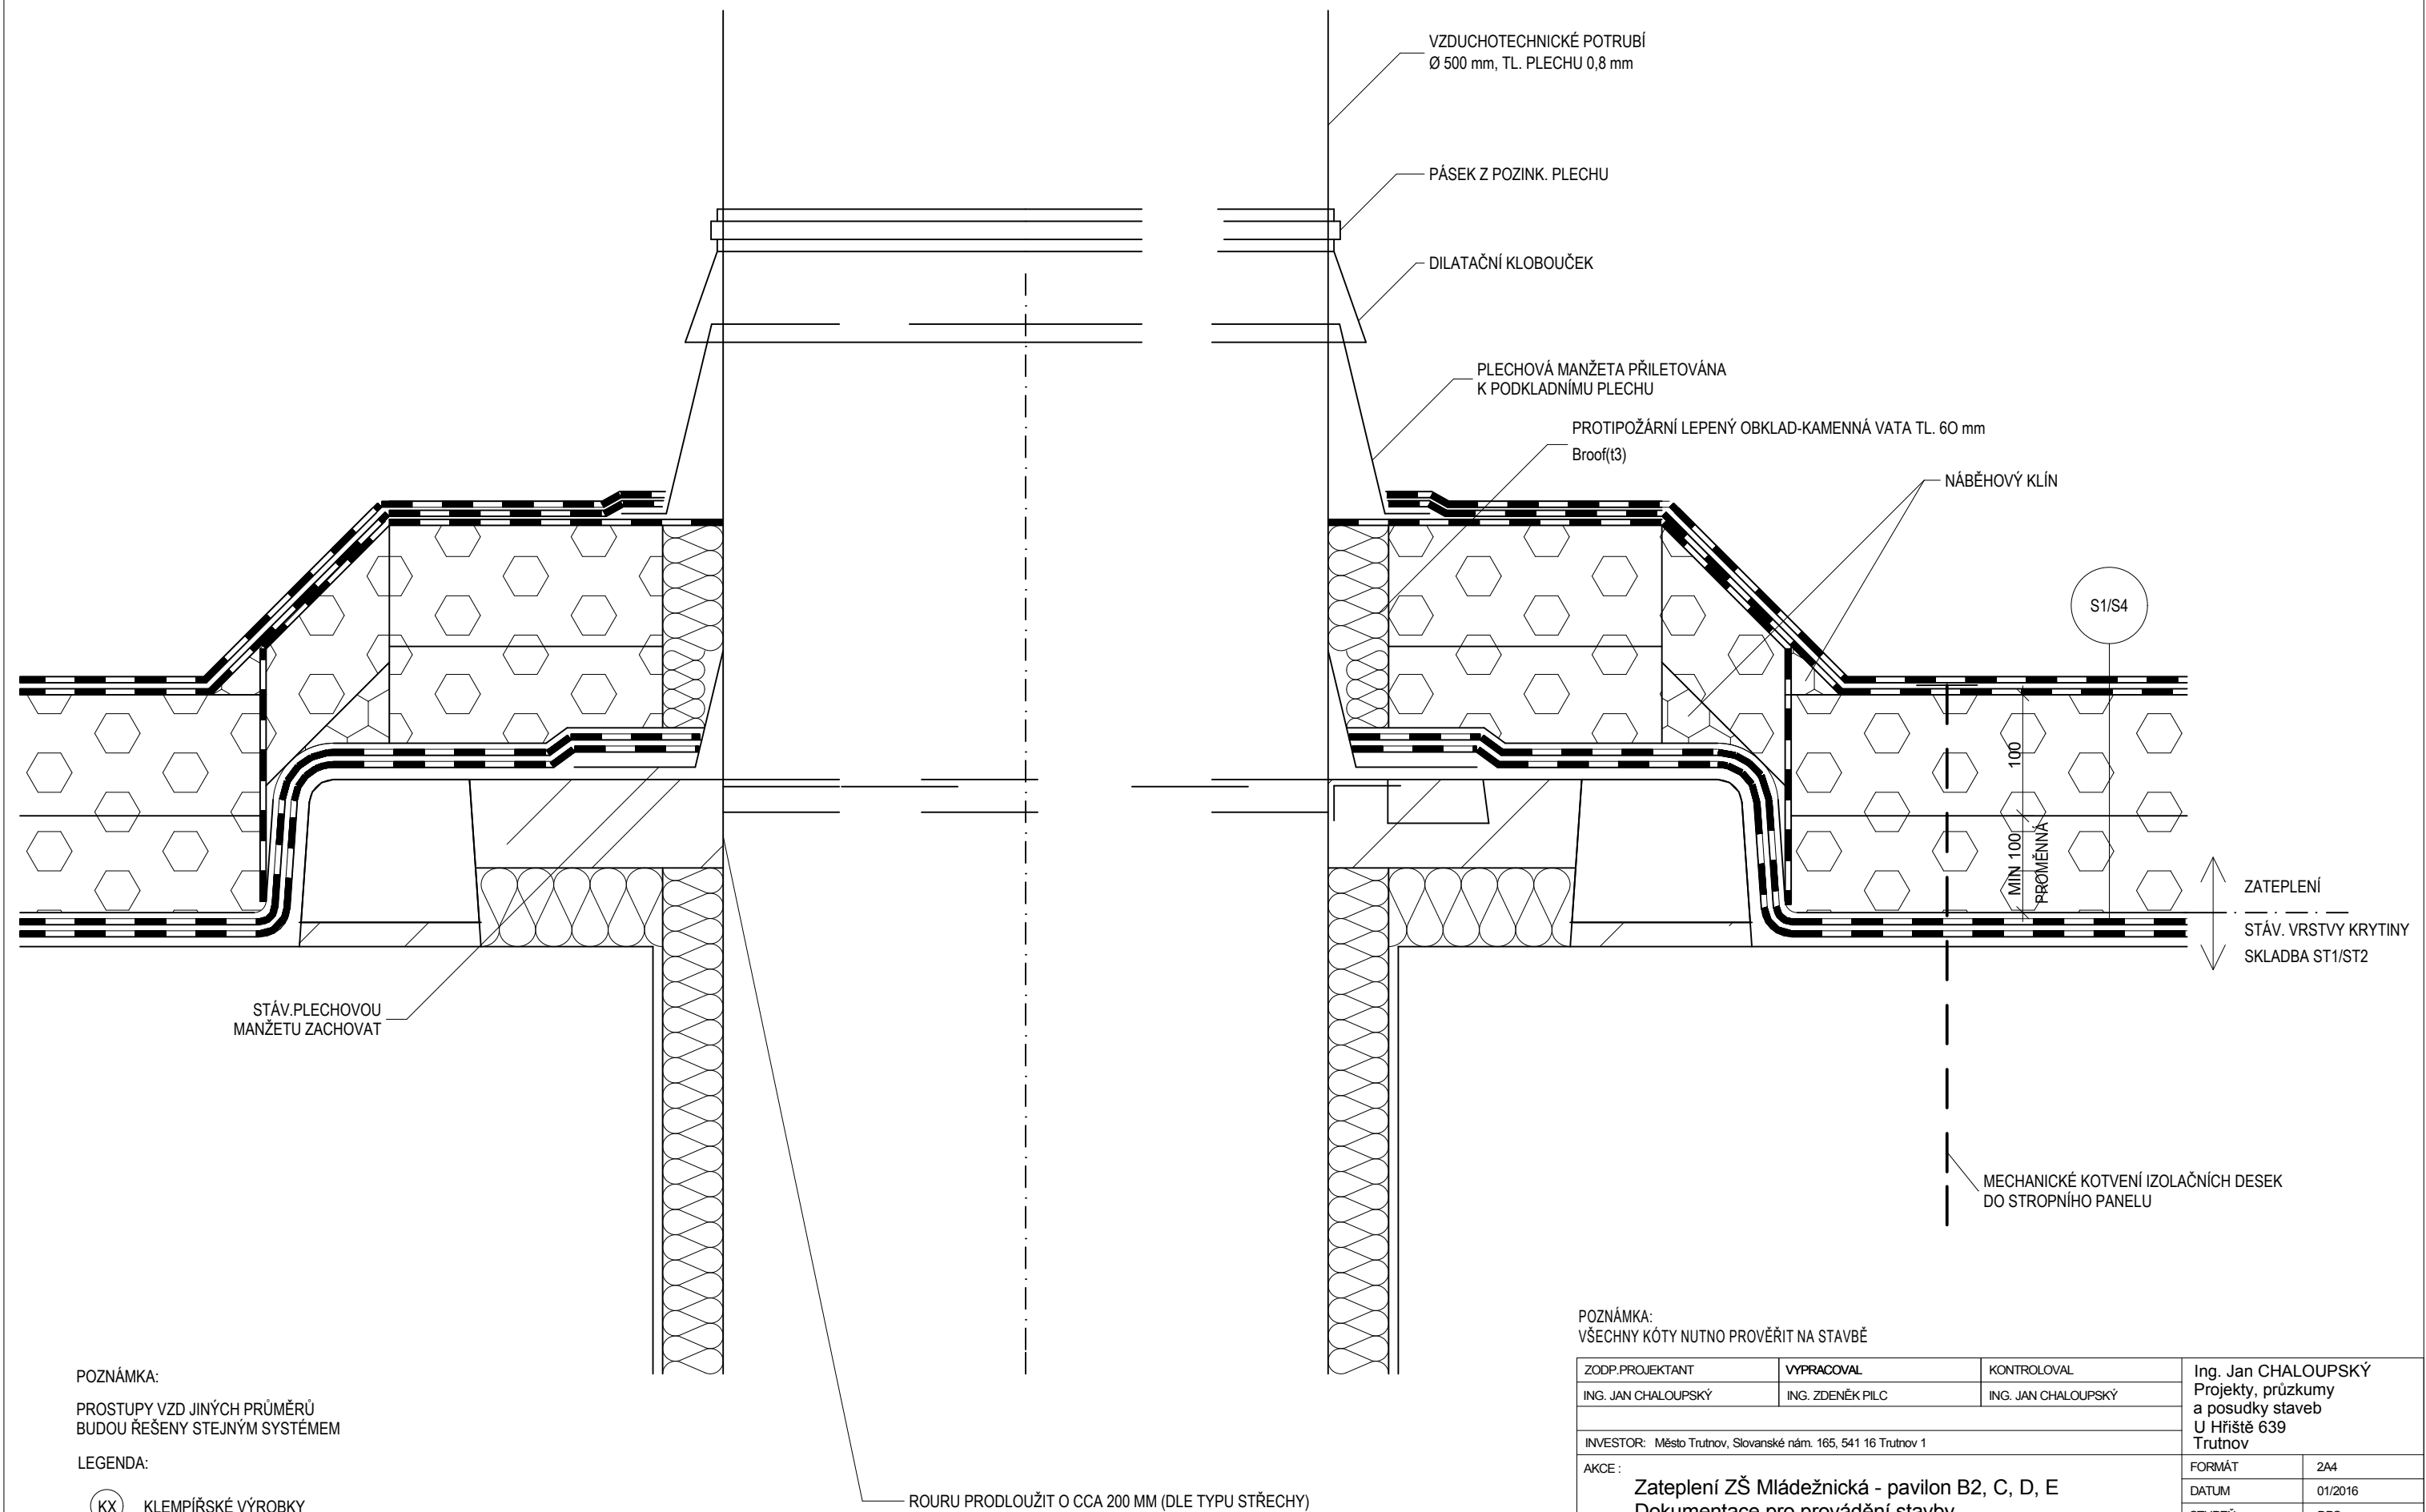 VZDUCHOTECHNICKÉ POTRUBÍ
Ø 500 mm, TL. PLECHU 0,8 mm
PÁSEK Z POZINK. PLECHU
DILATAČNÍ KLOBOUČEK
PLECHOVÁ MANŽETA PŘILETOVÁNA
K PODKLADNÍMU PLECHU
PROTIPOŽÁRNÍ LEPENÝ OBKLAD-KAMENNÁ VATA TL. 6O mm
Broof(t3)
NÁBĚHOVÝ KLÍN
S1/S4
100
MIN 100
PROMĚNNÁ
ZATEPLENÍ
STÁV. VRSTVY KRYTINY
SKLADBA ST1/ST2
STÁV.PLECHOVOU
MANŽETU ZACHOVAT
MECHANICKÉ KOTVENÍ IZOLAČNÍCH DESEK
DO STROPNÍHO PANELU
POZNÁMKA:
PROSTUPY VZD JINÝCH PRŮMĚRŮ
BUDOU ŘEŠENY STEJNÝM SYSTÉMEM
LEGENDA:
KX KLEMPÍŘSKÉ VÝROBKY
ROURU PRODLOUŽIT O CCA 200 MM (DLE TYPU STŘECHY)
POZNÁMKA:
VŠECHNY KÓTY NUTNO PROVĚŘIT NA STAVBĚ
ZODP.PROJEKTANT VYPRACOVAL KONTROLOVAL
ING. JAN CHALOUPSKÝ ING. ZDENĚK PILC ING. JAN CHALOUPSKÝ
Ing. Jan CHALOUPSKÝ
Projekty, průzkumy
a posudky staveb
U Hřiště 639
Trutnov
INVESTOR: Město Trutnov, Slovanské nám. 165, 541 16 Trutnov 1
AKCE :
Zateplení ZŠ Mládežnická - pavilon B2, C, D, E
Dokumentace pro provádění stavby
FORMÁT 2A4
DATUM 01/2016